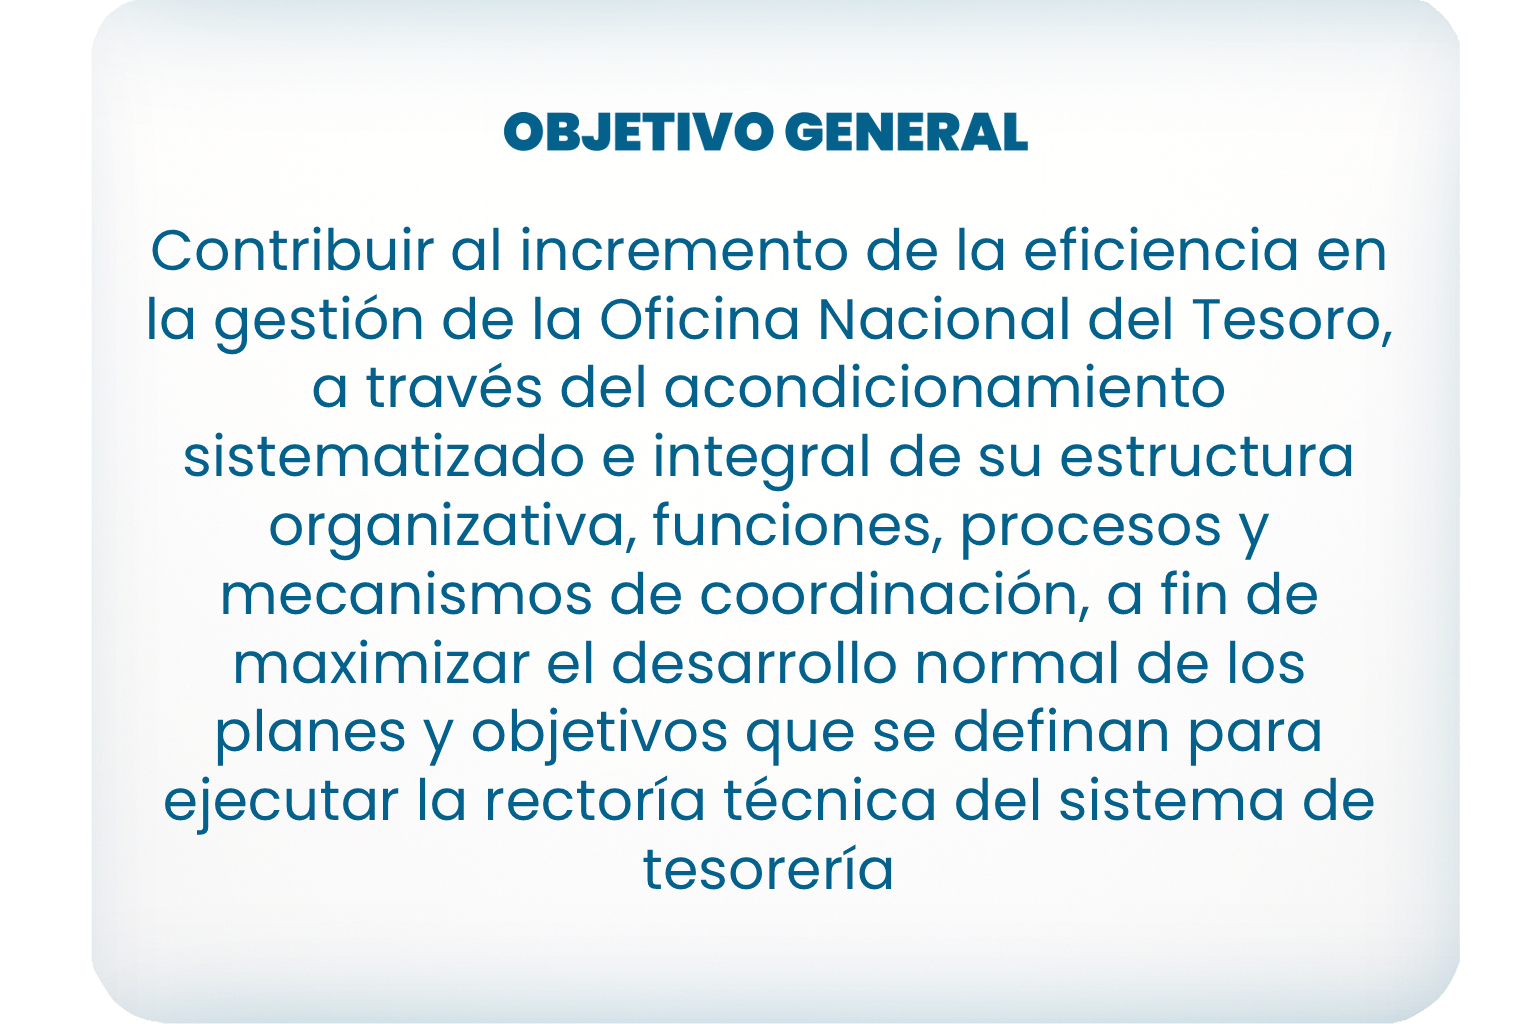 OBJETIVO GENERAL
Contribuir al incremento de la eficiencia en
la gestión de la Oficina Nacional del Tesoro,
a través del acondicionamiento
sistematizado e integral de su estructura
organizativa, funciones, procesos y
mecanismos de coordinación, a fin de
maximizar el desarrollo normal de los
planes y objetivos que se definan para
ejecutar la rectoría técnica del sistema de
tesorería